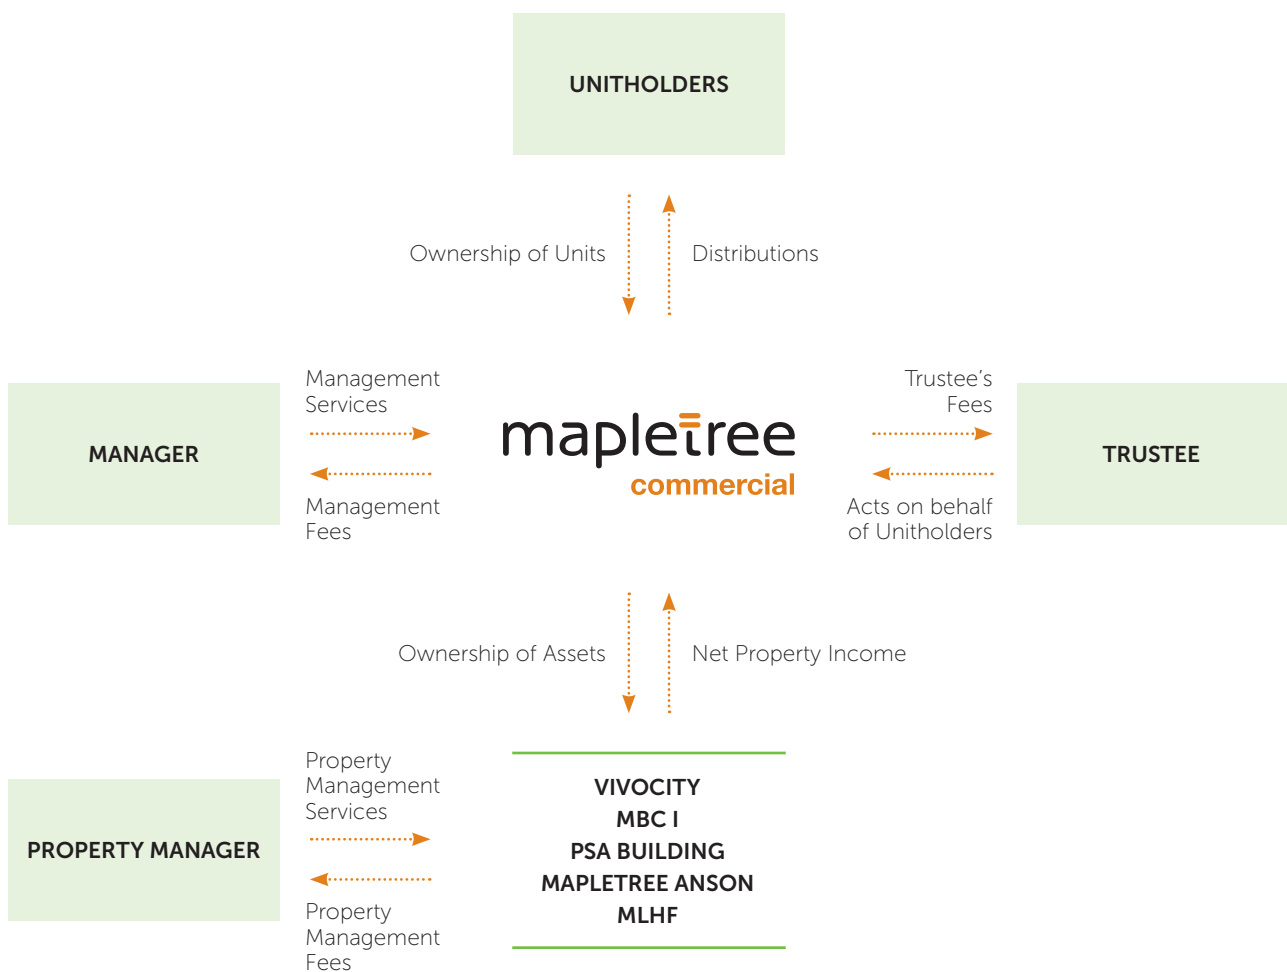 UNITHOLDERS
Ownership of Units
Distributions
Management
Services
MANAGER
Management
Fees
mapletree
commercial
Trustee’s
Fees
TRUSTEE
Acts on behalf
of Unitholders
Ownership of Assets
Net Property Income
Property
Management
Services
PROPERTY MANAGER
Property
Management
Fees
VIVOCITY
MBC I
PSA BUILDING
MAPLETREE ANSON
MLHF